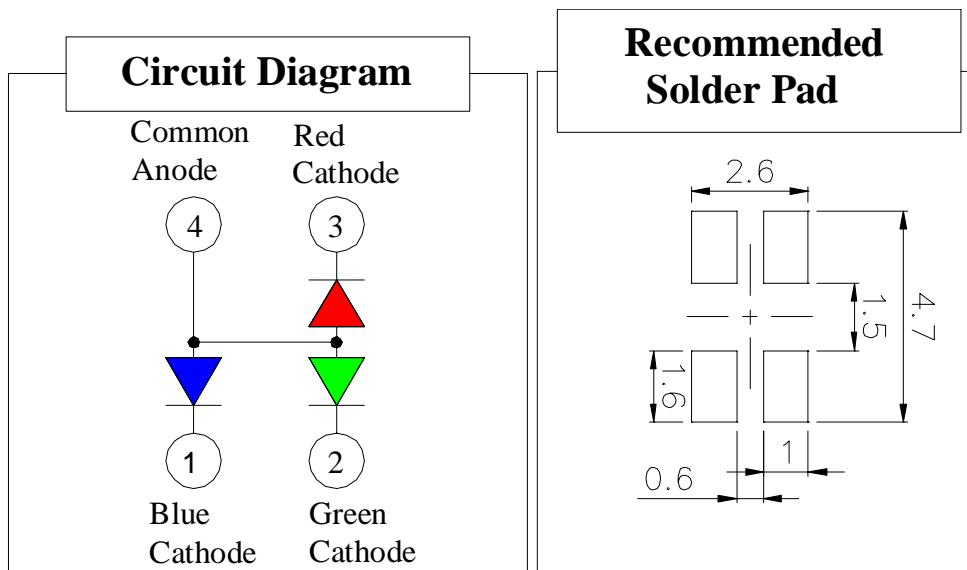 Circuit Diagram
Common
Anode
Red
Cathode
4
3
1
2
Blue
Cathode
Green
Cathode
Recommended
Solder Pad
2.6
1.5
4.7
1.6
1
0.6